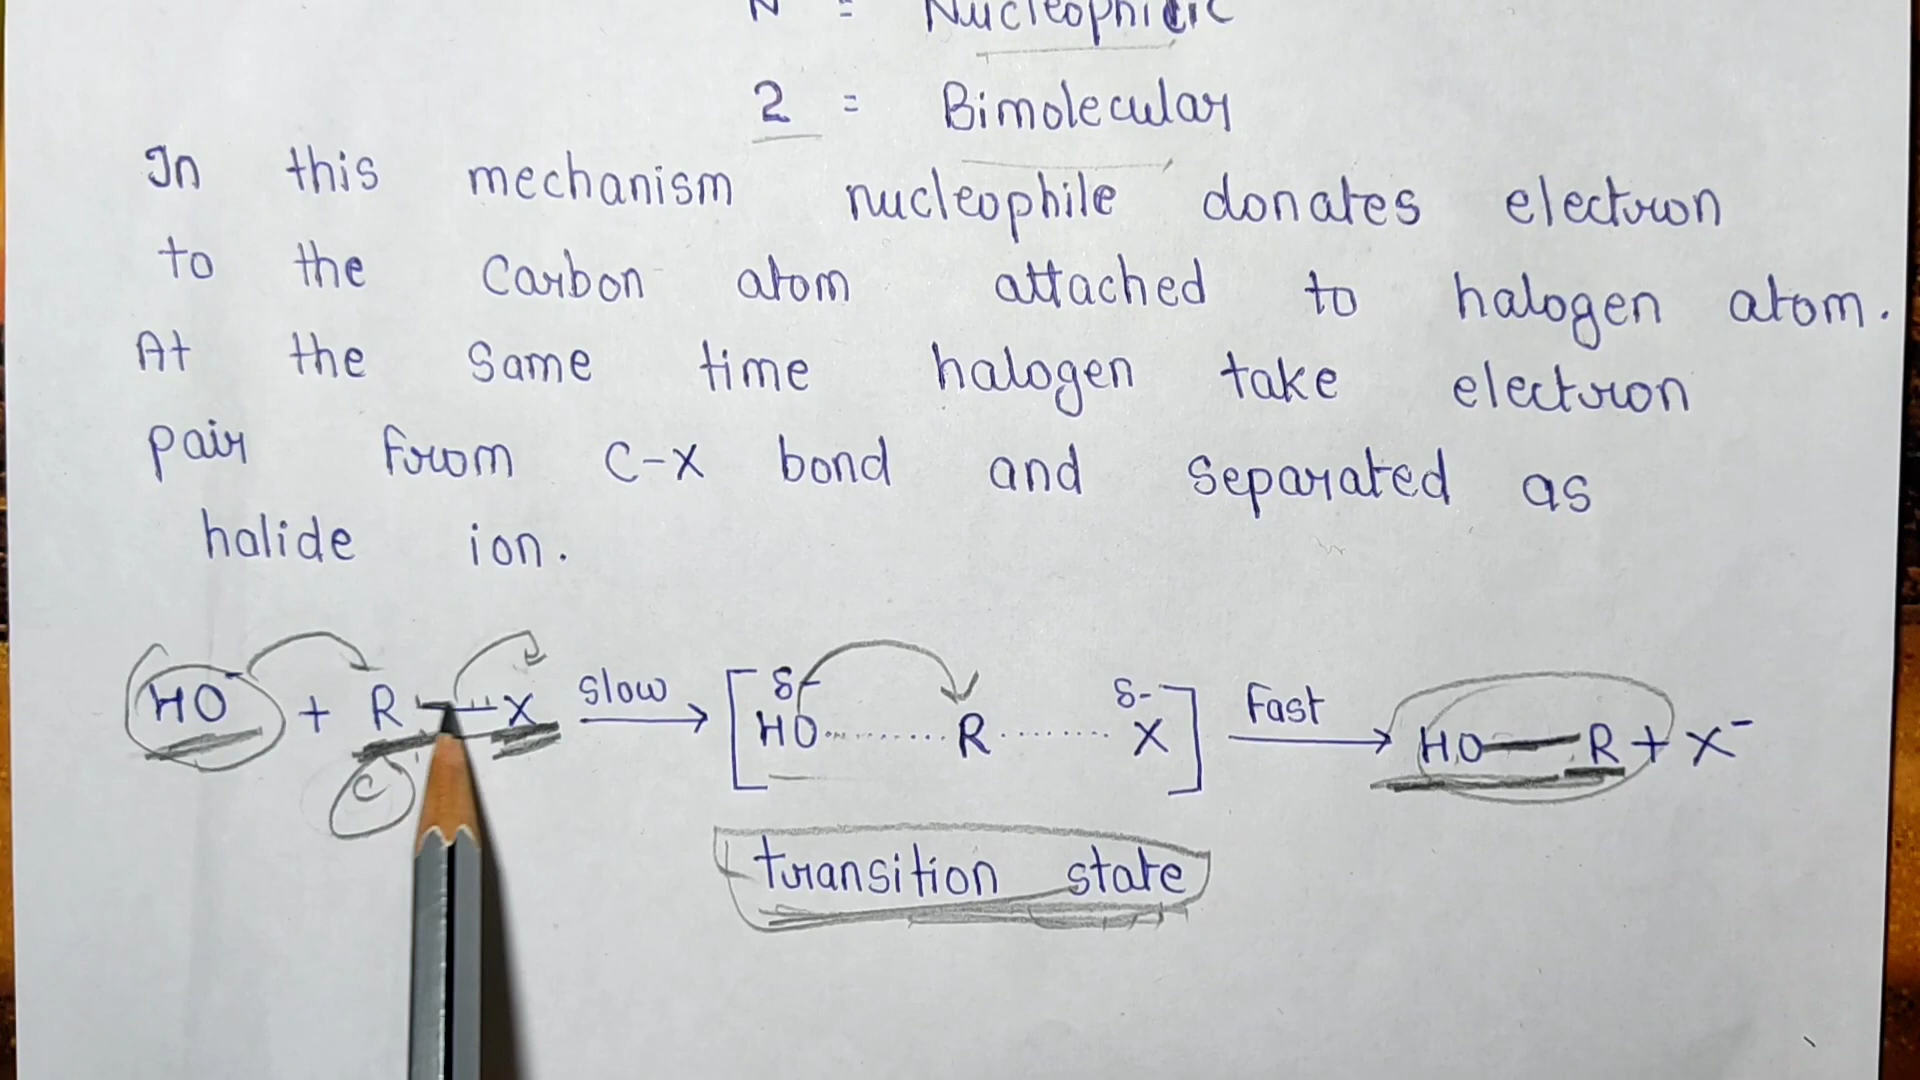 N = Nucleophilic
2 = Bimolecular
In this mechanism nucleophile donates electron
to the Carbon atom attached to halogen atom.
At the Same time halogen take electron
pair from C-X bond and Separated as
halide ion.
HO⁻ + R—X Slow → [HO δ-........R........X δ-] Fast → HO—R + X⁻
C
transition state